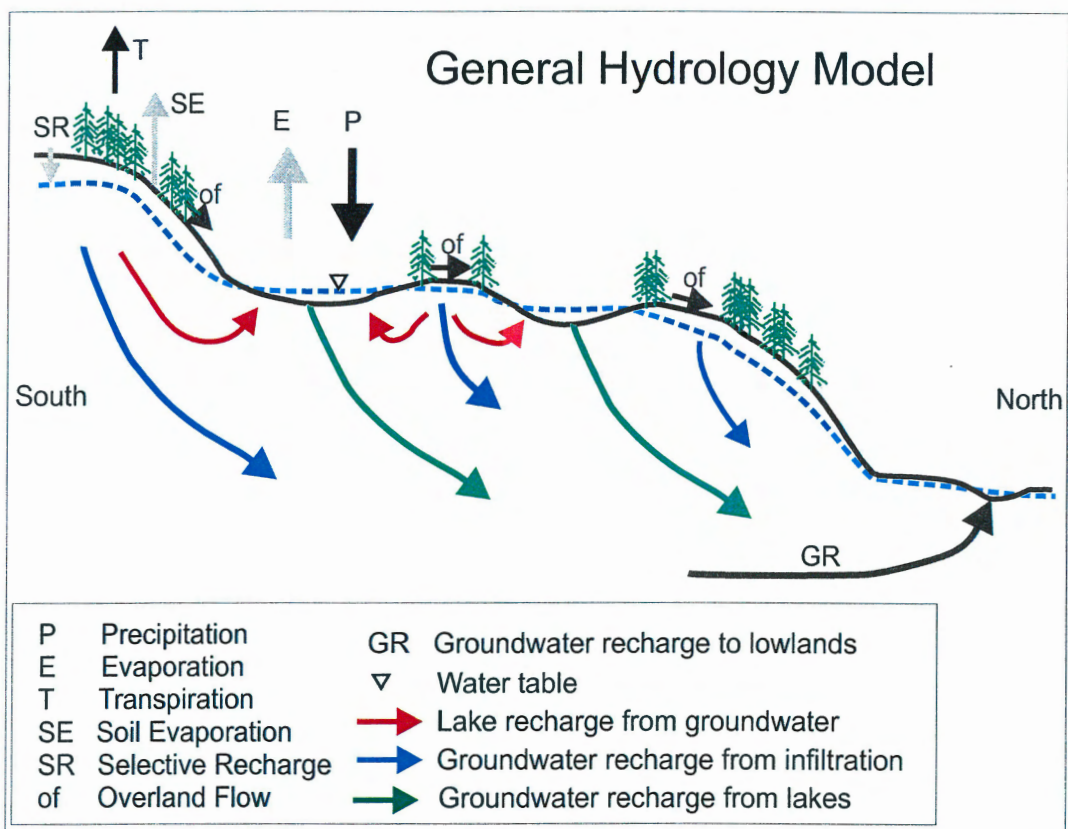 General Hydrology Model
T
SE
SR
E
P
of
of
of
South
North
GR
P Precipitation
E Evaporation
T Transpiration
SE Soil Evaporation
SR Selective Recharge
of Overland Flow
GR Groundwater recharge to lowlands
Water table
Lake recharge from groundwater
Groundwater recharge from infiltration
Groundwater recharge from lakes